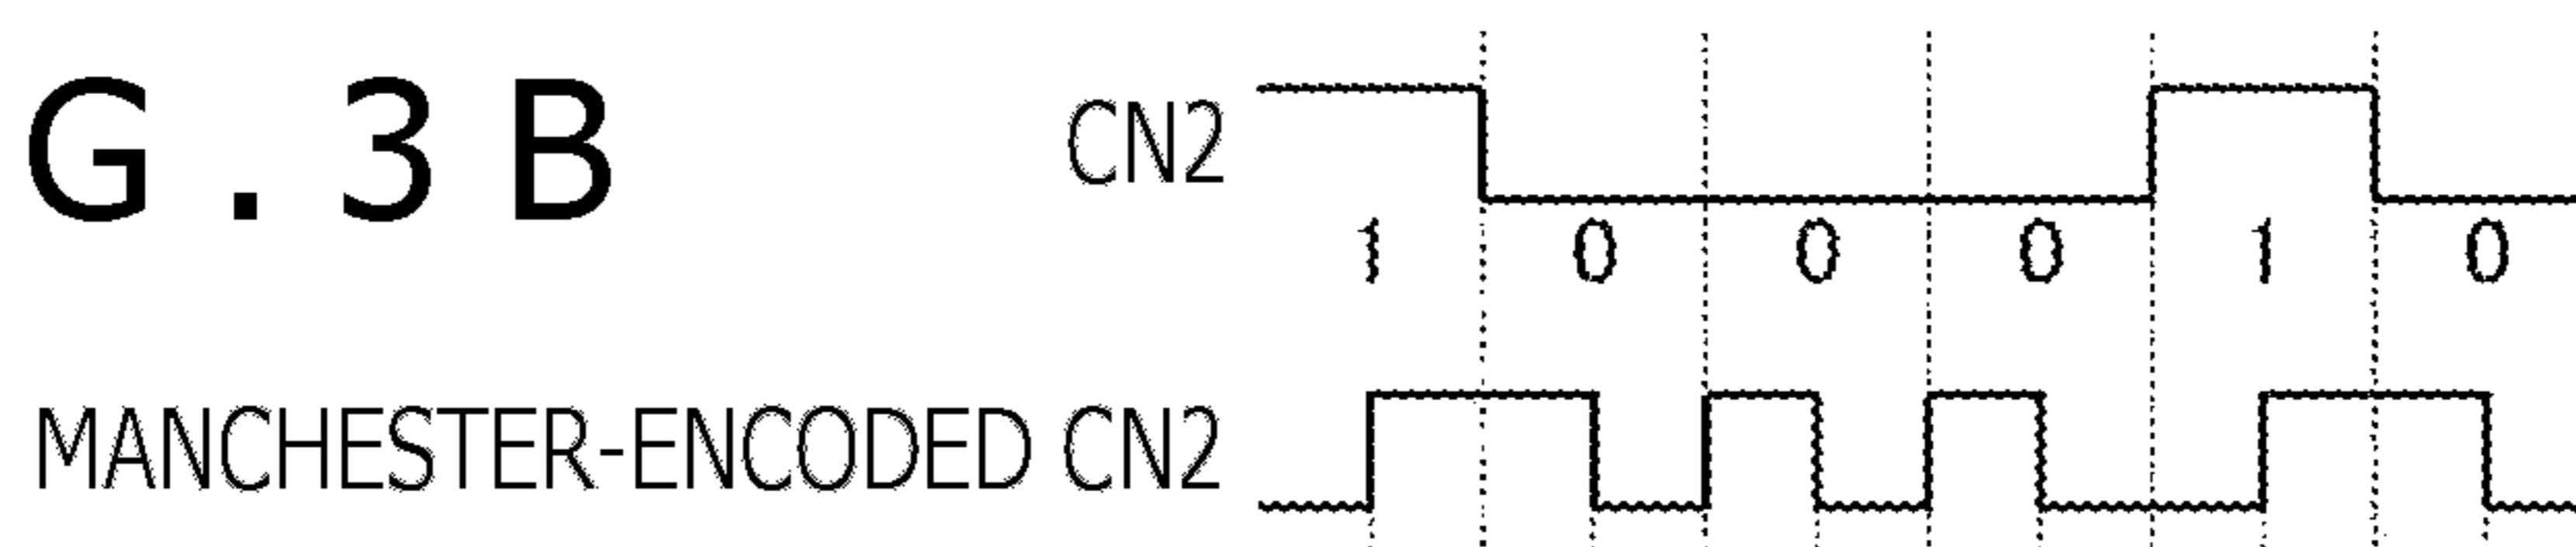 G.3B
CN2
1 0 0 0 1 0
MANCHESTER-ENCODED CN2